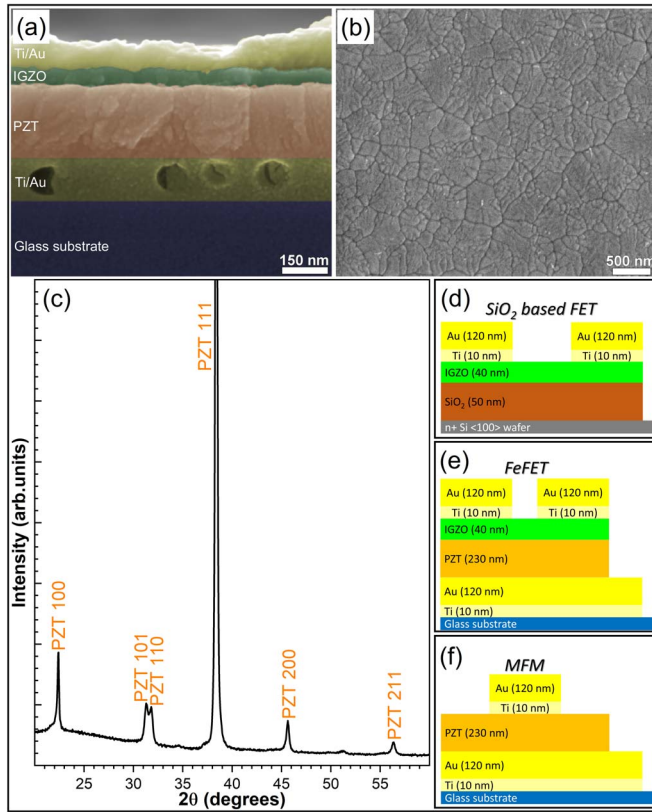 (a)
Ti/Au
IGZO
PZT
Ti/Au
Glass substrate
150 nm
(b)
500 nm
(c)
Intensity (arb.units)
PZT 100
PZT 101
PZT 110
PZT 111
PZT 200
PZT 211
25 30 35 40 45 50 55
2θ (degrees)
(d)
SiO₂ based FET
Au (120 nm) Au (120 nm)
Ti (10 nm) Ti (10 nm)
IGZO (40 nm)
SiO₂ (50 nm)
n+ Si <100> wafer
(e)
FeFET
Au (120 nm) Au (120 nm)
Ti (10 nm) Ti (10 nm)
IGZO (40 nm)
PZT (230 nm)
Au (120 nm)
Ti (10 nm)
Glass substrate
(f)
MFM
Au (120 nm)
Ti (10 nm)
PZT (230 nm)
Au (120 nm)
Ti (10 nm)
Glass substrate